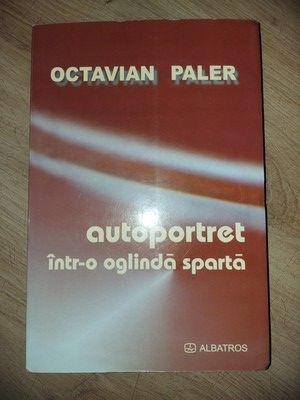 OCTAVIAN PALER
autoportret
într-o oglindă spartă
ALBATROS